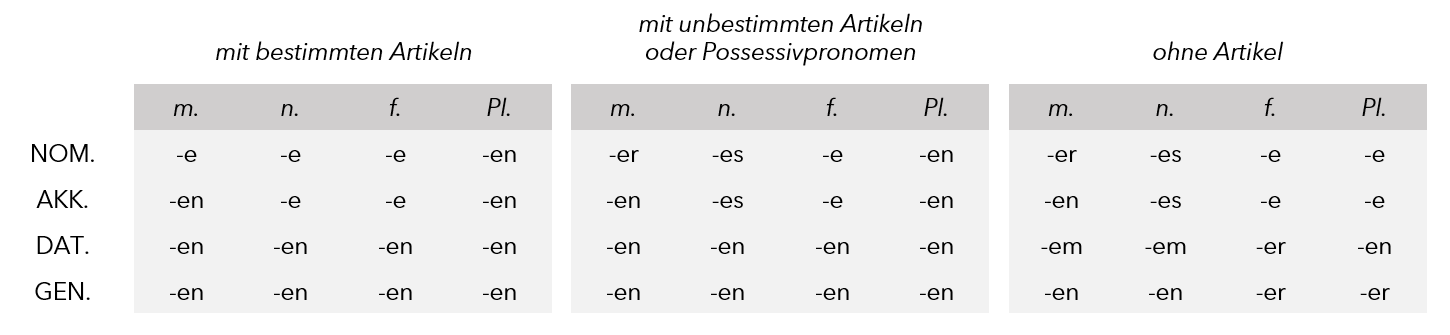 mit bestimmten Artikeln mit unbestimmten Artikeln oder Possessivpronomen ohne Artikel
m. n. f. Pl. m. n. f. Pl. m. n. f. Pl.
NOM. -e -e -e -en -er -es -e -en -er -es -e -e
AKK. -en -e -e -en -en -es -e -en -en -es -e -e
DAT. -en -en -en -en -en -en -en -en -em -em -er -en
GEN. -en -en -en -en -en -en -en -en -en -en -er -er